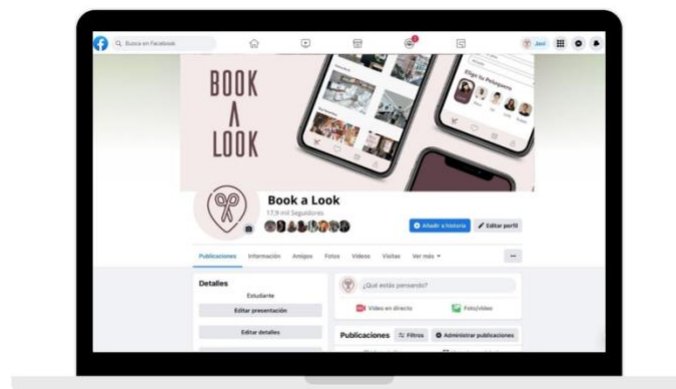 Busca en Facebook
Javi
BOOK
A
LOOK
Elige tu Peluquero
Book a Look
17,9 mil Seguidores
Añadir a historia
Editar perfil
Publicaciones Información Amigos Fotos Videos Visitas Ver más
Detalles
Estudiante
Editar presentación
Editar detalles
¿Qué estás pensando?
Video en directo
Foto/vídeo
Publicaciones
Filtros
Administrar publicaciones